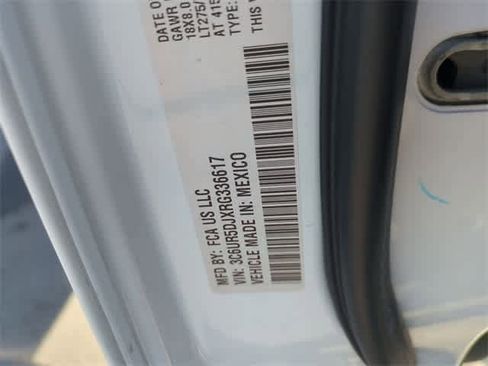 MFD BY: FCA US LLC
VIN: 3C6UR5DJXRG336617
VEHICLE MADE IN: MEXICO
DATE O
GAWR
18X8.0
LT275/
AT 415
TYPE:
THIS V